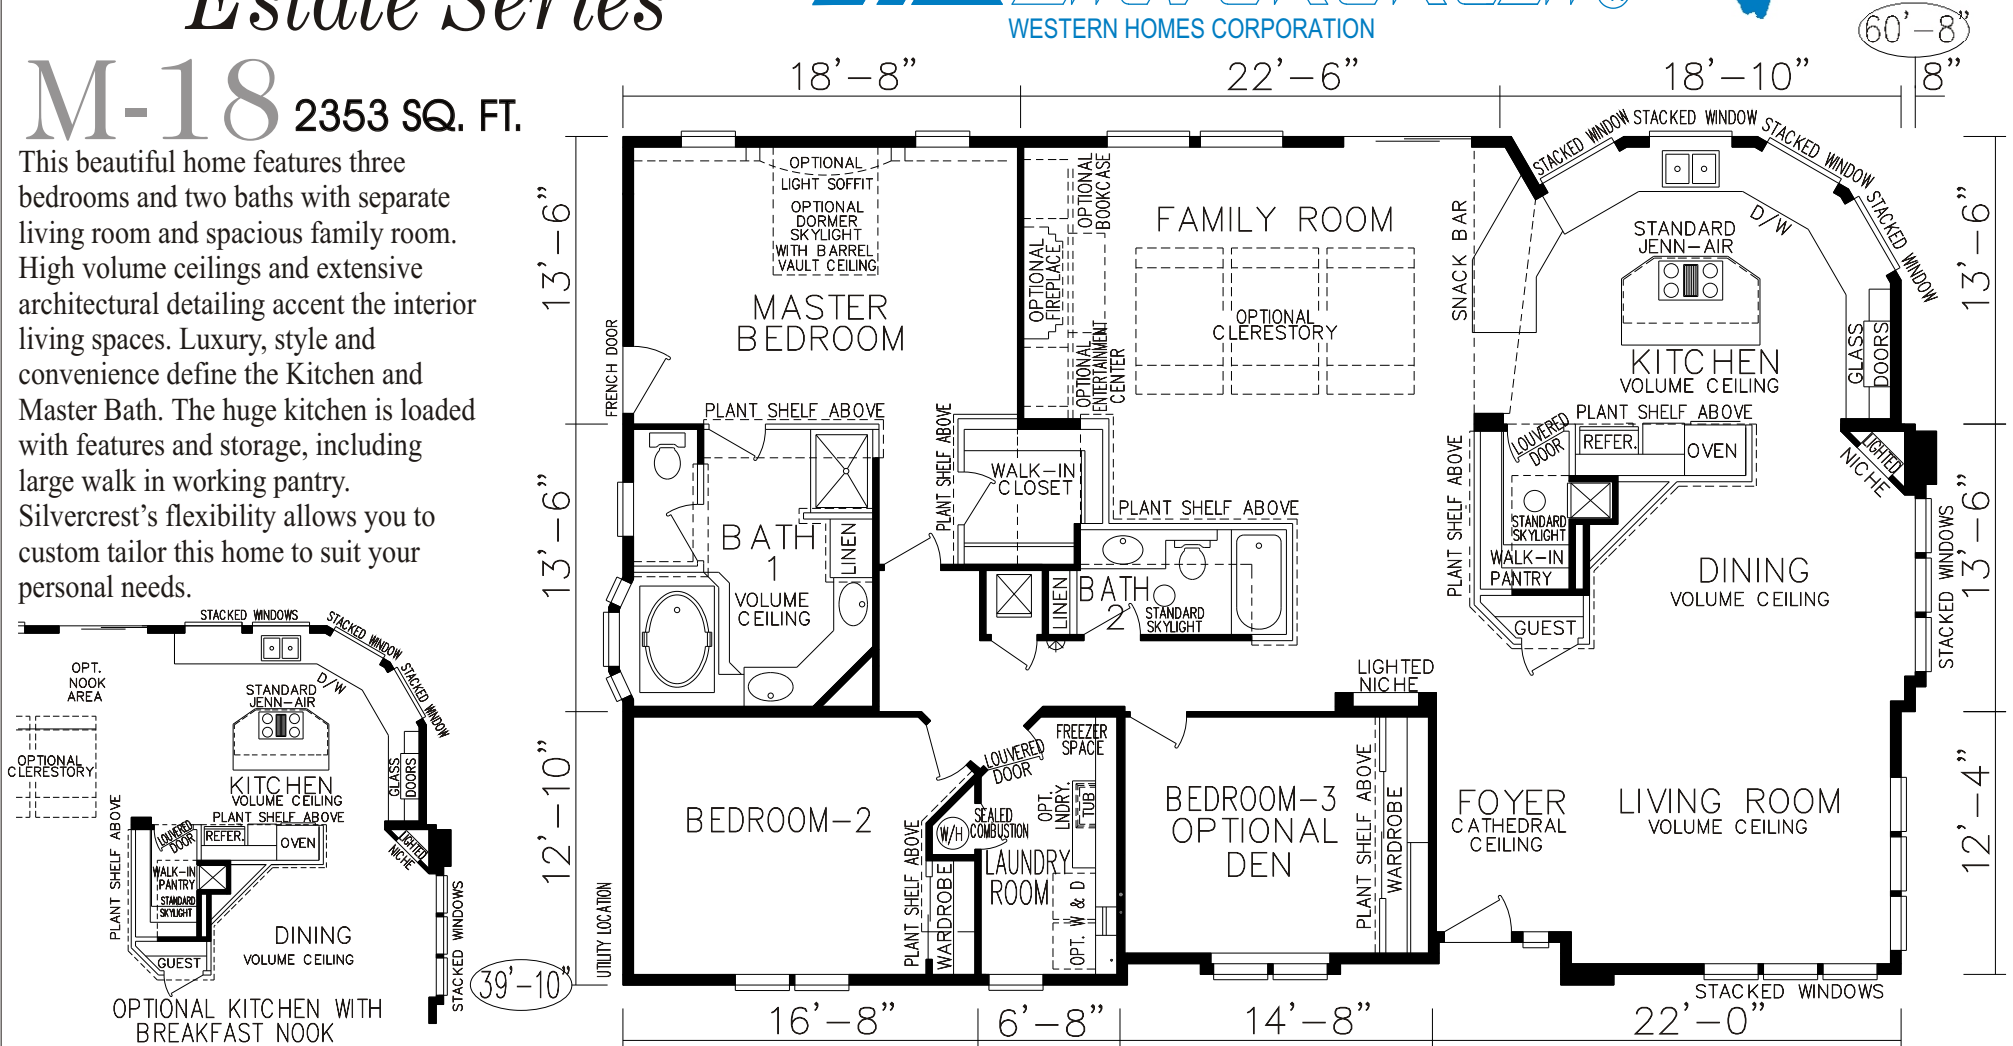 Estate Series
WESTERN HOMES CORPORATION
M-18 2353 SQ. FT.
This beautiful home features three
bedrooms and two baths with separate
living room and spacious family room.
High volume ceilings and extensive
architectural detailing accent the interior
living spaces. Luxury, style and
convenience define the Kitchen and
Master Bath. The huge kitchen is loaded
with features and storage, including
large walk in working pantry.
Silvercrest’s flexibility allows you to
custom tailor this home to suit your
personal needs.
60'-8"
18'-8"
22'-6"
18'-10"
8"
13'-6"
13'-6"
12'-10"
39'-10"
UTILITY LOCATION
FRENCH DOOR
OPTIONAL
LIGHT SOFFIT
OPTIONAL
DORMER
SKYLIGHT
WITH BARREL
VAULT CEILING
MASTER
BEDROOM
PLANT SHELF ABOVE
BATH
1
VOLUME
CEILING
LINEN
PLANT SHELF ABOVE
WALK-IN
CLOSET
OPTIONAL
BOOKCASE
OPTIONAL
FIREPLACE
OPTIONAL
ENTERTAINMENT
CENTER
FAMILY ROOM
OPTIONAL
CLERESTORY
SNACK BAR
PLANT SHELF ABOVE
LINEN
BATH
2
STANDARD
SKYLIGHT
STACKED WINDOW
STACKED WINDOW
STACKED WINDOW
STACKED WINDOW
D/W
STANDARD
JENN-AIR
KITCHEN
VOLUME CEILING
GLASS
DOORS
PLANT SHELF ABOVE
LOUVERED
DOOR
REFER.
OVEN
LIGHTED
NICHE
PLANT SHELF ABOVE
STANDARD
SKYLIGHT
WALK-IN
PANTRY
GUEST
DINING
VOLUME CEILING
STACKED WINDOWS
13'-6"
13'-6"
12'-4"
LIGHTED
NICHE
BEDROOM-2
PLANT SHELF ABOVE
WARDROBE
LOUVERED
DOOR
FREEZER
SPACE
W/H
SEALED
COMBUSTION
OPT.
LNDRY.
TUB
LAUNDRY
ROOM
OPT. W & D
BEDROOM-3
OPTIONAL
DEN
PLANT SHELF ABOVE
WARDROBE
FOYER
CATHEDRAL
CEILING
LIVING ROOM
VOLUME CEILING
STACKED WINDOWS
16'-8"
6'-8"
14'-8"
22'-0"
STACKED WINDOWS
STACKED WINDOW
STACKED WINDOW
OPT.
NOOK
AREA
D/W
STANDARD
JENN-AIR
OPTIONAL
CLERESTORY
KITCHEN
VOLUME CEILING
GLASS
DOORS
PLANT SHELF ABOVE
PLANT SHELF ABOVE
LOUVERED
DOOR
REFER.
OVEN
LIGHTED
NICHE
WALK-IN
PANTRY
STANDARD
SKYLIGHT
GUEST
DINING
VOLUME CEILING
STACKED WINDOWS
OPTIONAL KITCHEN WITH
BREAKFAST NOOK